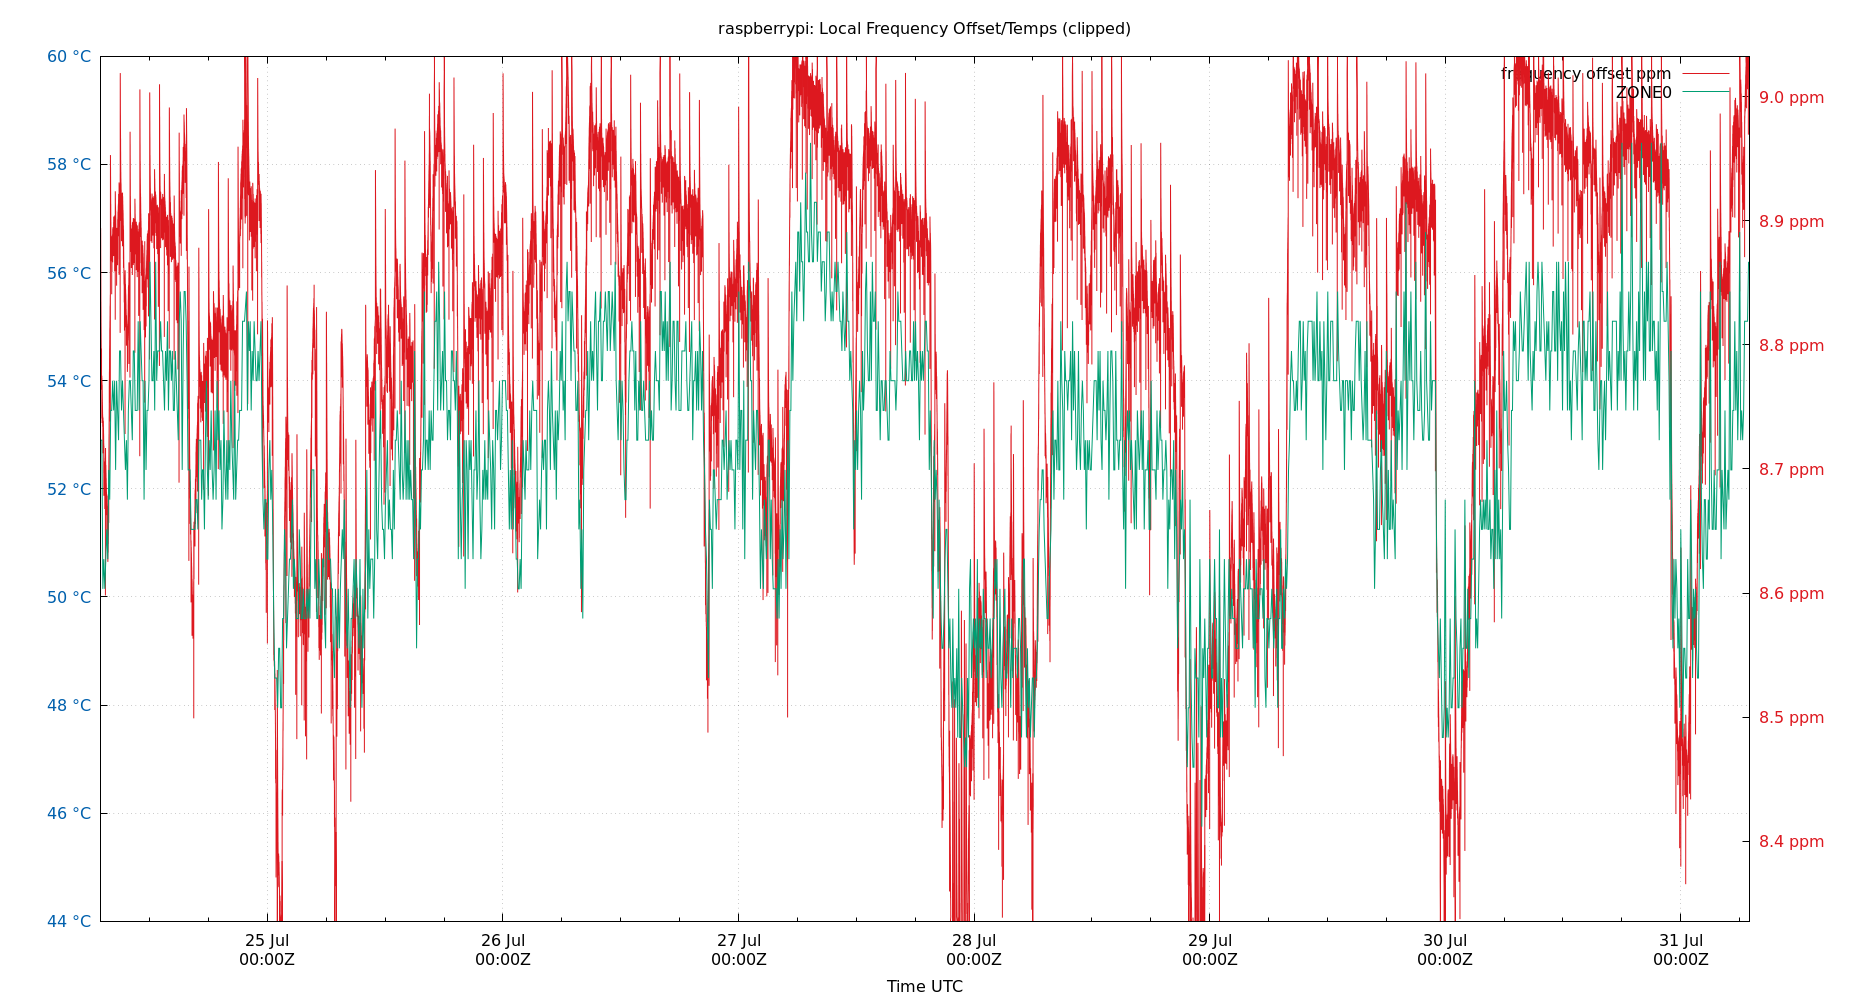 raspberrypi: Local Frequency Offset/Temps (clipped)
60 °C
58 °C
56 °C
54 °C
52 °C
50 °C
48 °C
46 °C
44 °C
frequency offset ppm
ZONE0
9.0 ppm
8.9 ppm
8.8 ppm
8.7 ppm
8.6 ppm
8.5 ppm
8.4 ppm
25 Jul
00:00Z
26 Jul
00:00Z
27 Jul
00:00Z
28 Jul
00:00Z
29 Jul
00:00Z
30 Jul
00:00Z
31 Jul
00:00Z
Time UTC